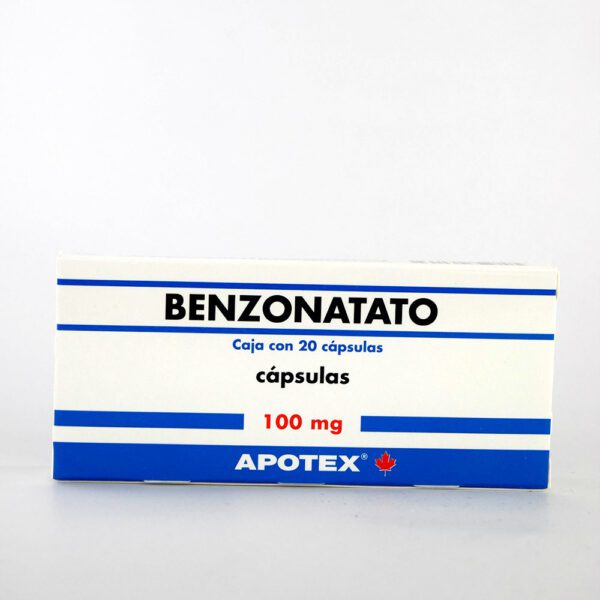 BENZONATATO
Caja con 20 cápsulas
cápsulas
100 mg
APOTEX®